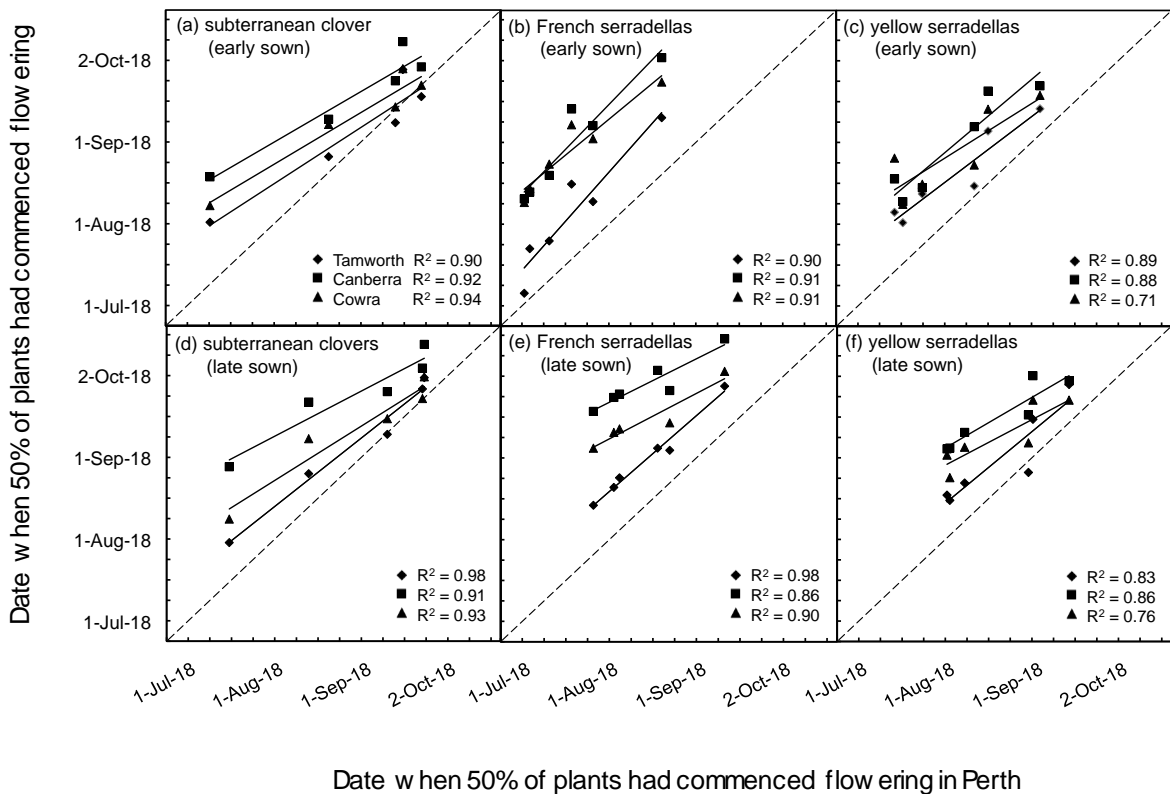 Date w hen 50% of plants had commenced flow ering
(a) subterranean clover
(early sown)
Tamworth R² = 0.90
Canberra R² = 0.92
Cowra R² = 0.94
(b) French serradellas
(early sown)
R² = 0.90
R² = 0.91
R² = 0.91
(c) yellow serradellas
(early sown)
R² = 0.89
R² = 0.88
R² = 0.71
2-Oct-18
1-Sep-18
1-Aug-18
1-Jul-18
(d) subterranean clovers
(late sown)
R² = 0.98
R² = 0.91
R² = 0.93
(e) French serradellas
(late sown)
R² = 0.98
R² = 0.86
R² = 0.90
(f) yellow serradellas
(late sown)
R² = 0.83
R² = 0.86
R² = 0.76
2-Oct-18
1-Sep-18
1-Aug-18
1-Jul-18
1-Jul-18 1-Aug-18 1-Sep-18 2-Oct-18
1-Jul-18 1-Aug-18 1-Sep-18 2-Oct-18
1-Jul-18 1-Aug-18 1-Sep-18 2-Oct-18
Date w hen 50% of plants had commenced flow ering in Perth